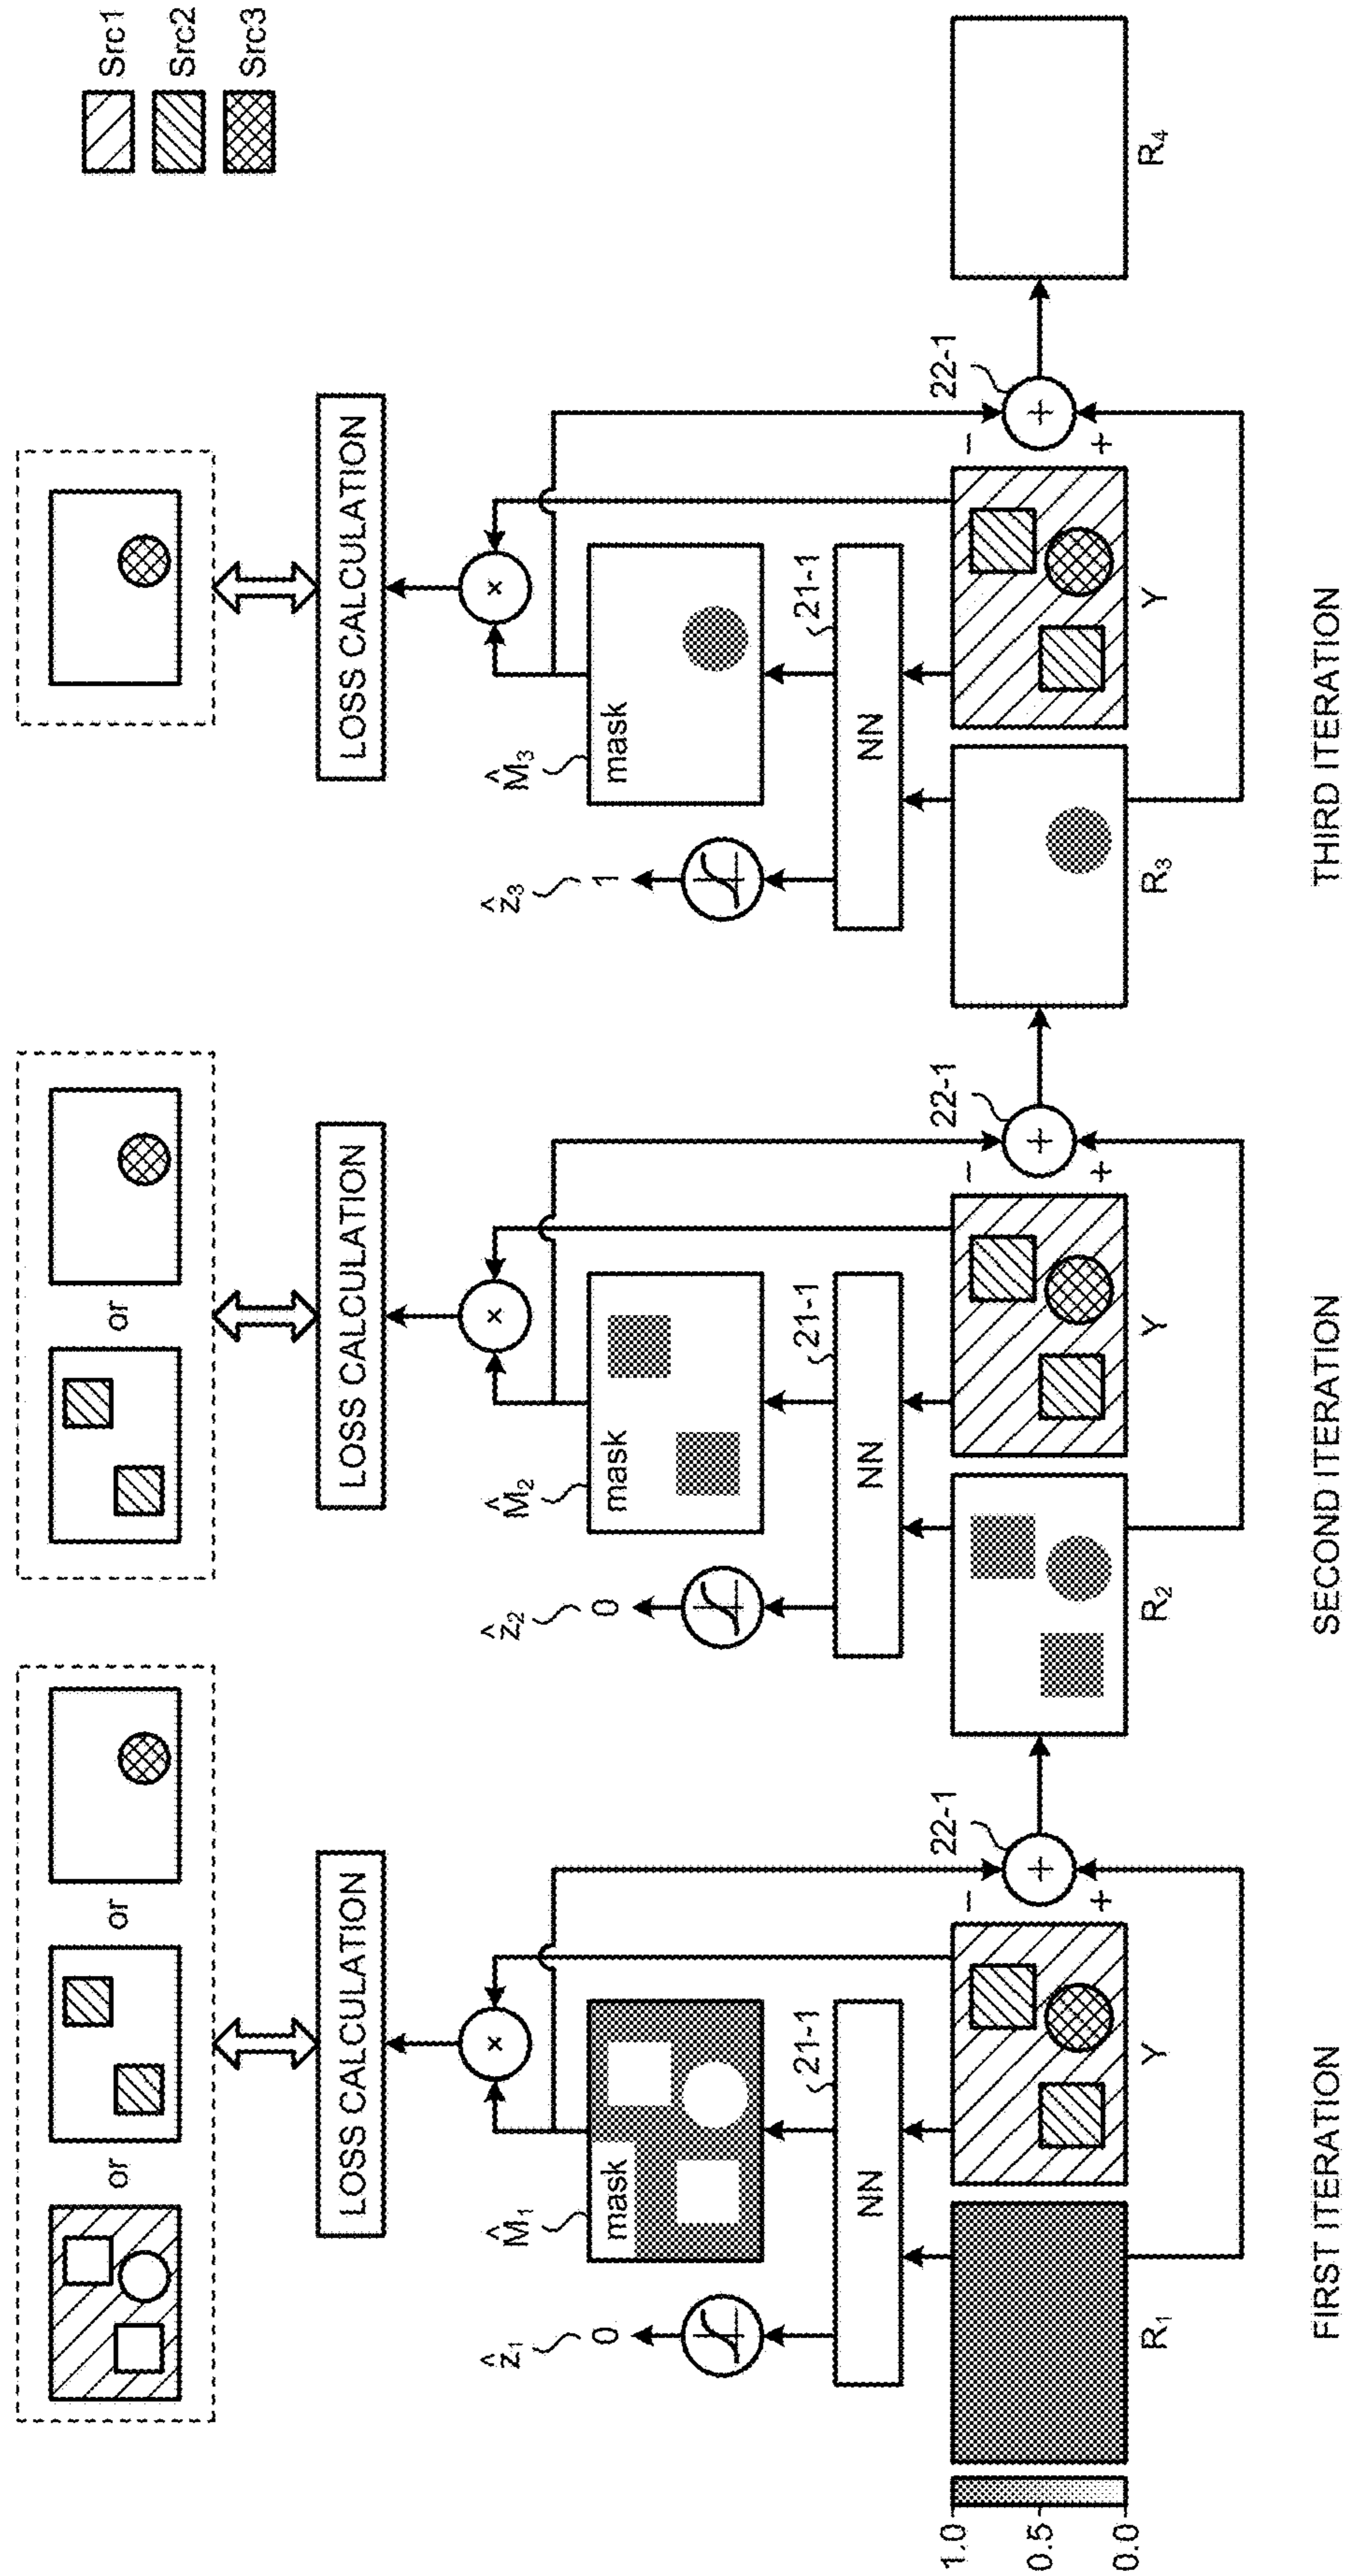 Src1
Src2
Src3
or
or
or
LOSS CALCULATION
LOSS CALCULATION
LOSS CALCULATION
×
×
×
ẑ₁
0
M̂₁
mask
ẑ₂
0
M̂₂
mask
ẑ₃
1
M̂₃
mask
NN
21-1
NN
21-1
NN
21-1
22-1
22-1
22-1
1.0
0.5
0.0
−
+
+
−
+
+
−
+
+
R₁
Y
R₂
Y
R₃
Y
R₄
FIRST ITERATION
SECOND ITERATION
THIRD ITERATION